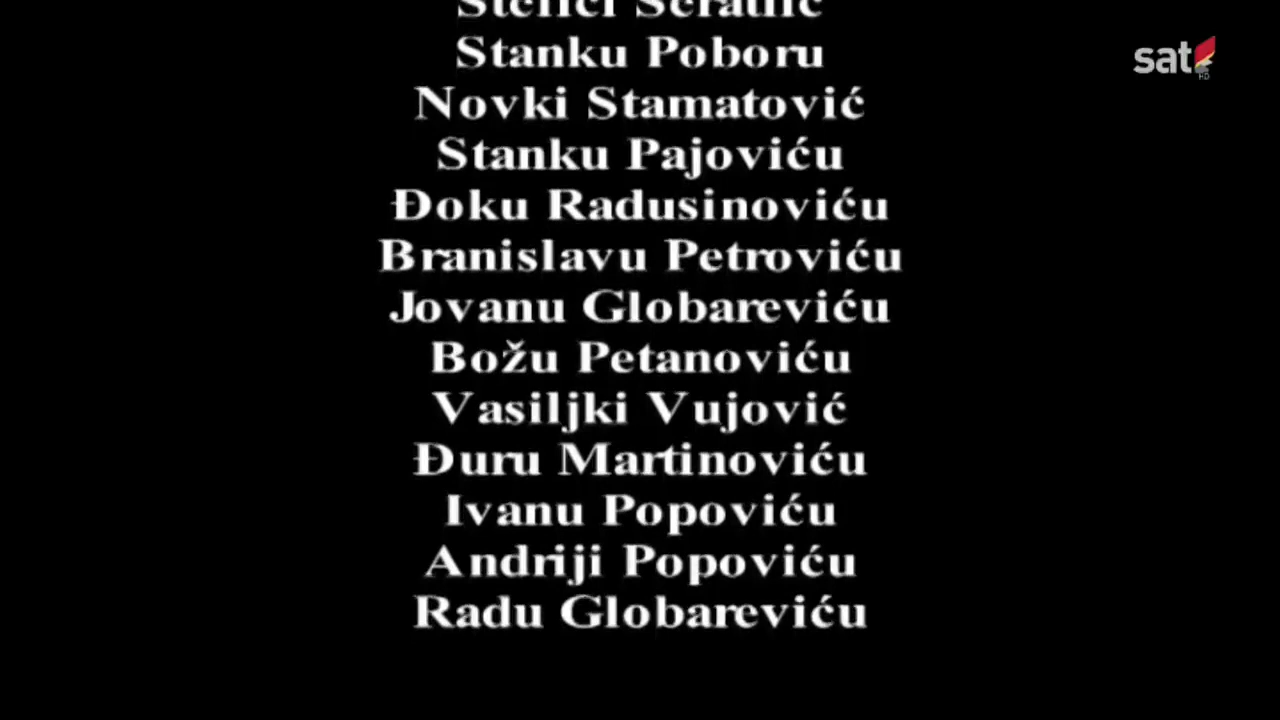 Stanku Poboru
Novki Stamatović
Stanku Pajoviću
Đoku Radusinoviću
Branislavu Petroviću
Jovanu Globareviću
Božu Petanoviću
Vasiljki Vujović
Đuru Martinoviću
Ivanu Popoviću
Andriji Popoviću
Radu Globareviću
sat
HD